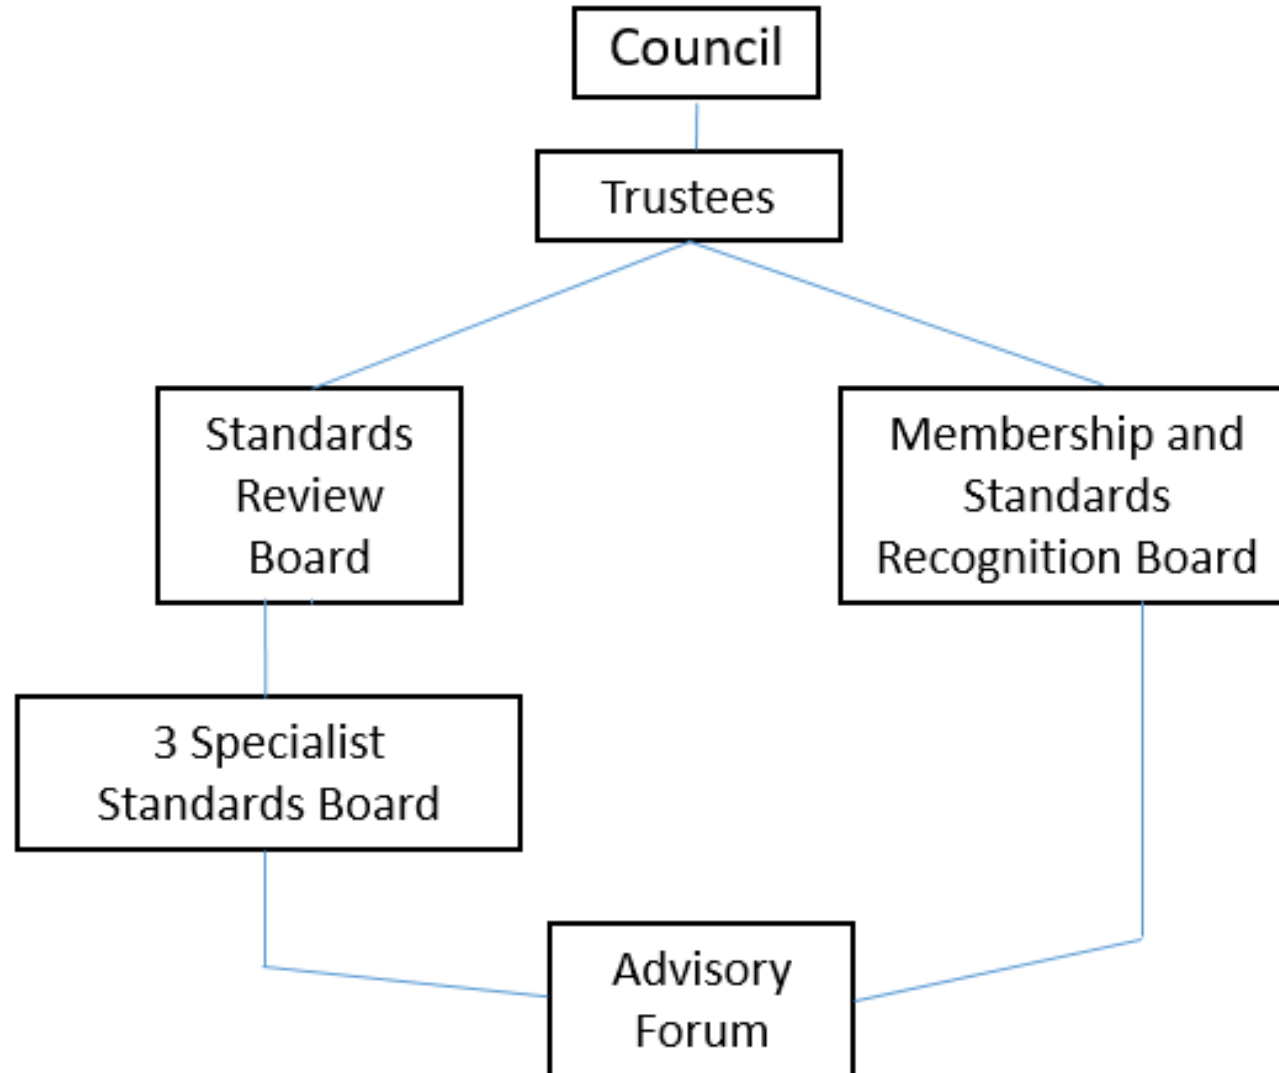 Council
Trustees
Standards
Review
Board
Membership and
Standards
Recognition Board
3 Specialist
Standards Board
Advisory
Forum